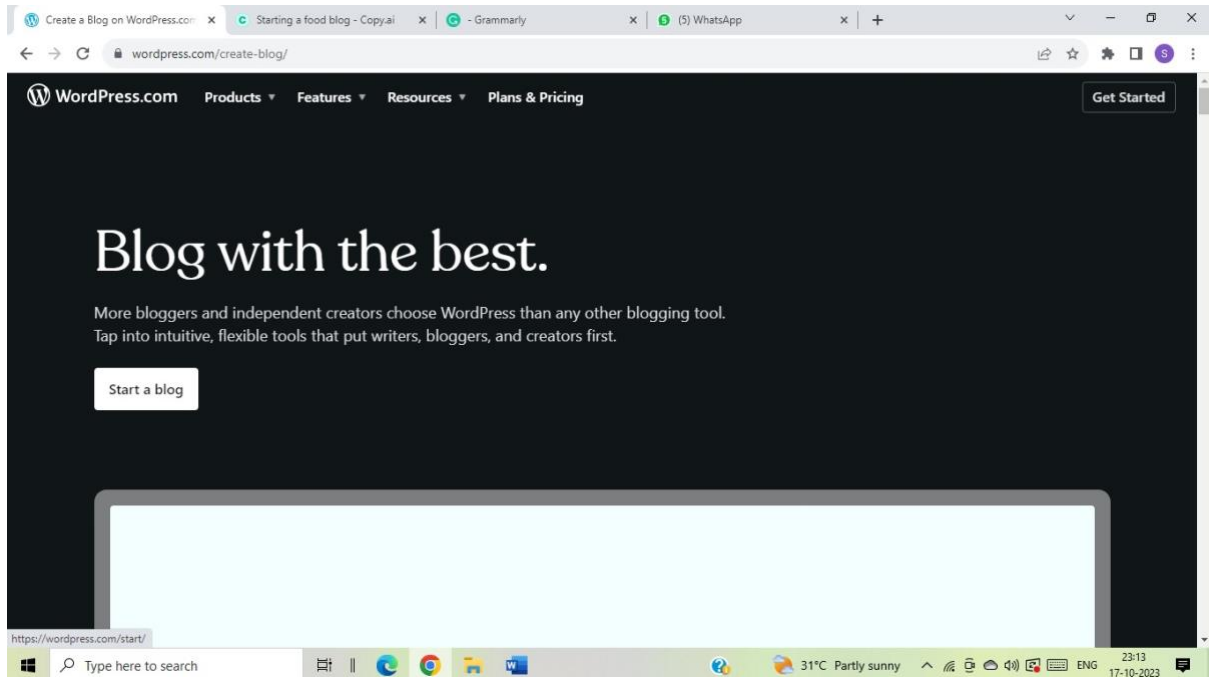 Create a Blog on WordPress.com
Starting a food blog - Copy.ai
- Grammarly
(5) WhatsApp
wordpress.com/create-blog/
S
WordPress.com Products Features Resources Plans & Pricing Get Started
Blog with the best.
More bloggers and independent creators choose WordPress than any other blogging tool.
Tap into intuitive, flexible tools that put writers, bloggers, and creators first.
Start a blog
https://wordpress.com/start/
Type here to search
31°C Partly sunny
ENG
23:13
17-10-2023